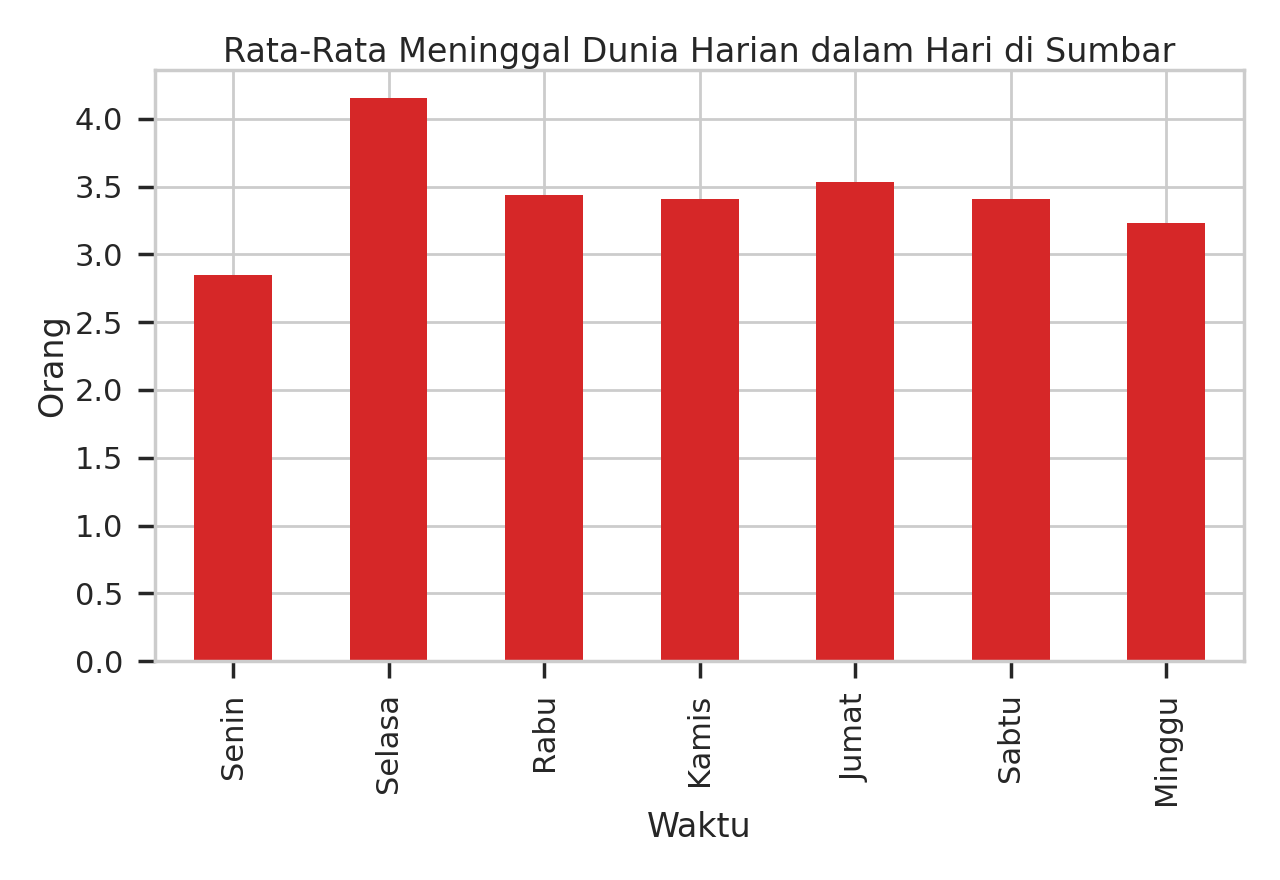 Rata-Rata Meninggal Dunia Harian dalam Hari di Sumbar
4.0
3.5
3.0
2.5
2.0
1.5
1.0
0.5
0.0
Orang
Senin
Selasa
Rabu
Kamis
Jumat
Sabtu
Minggu
Waktu